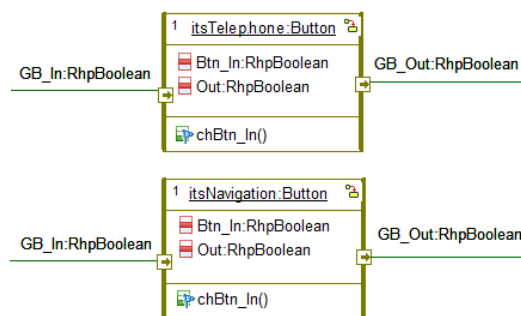 1 itsTelephone:Button
Btn_In:RhpBoolean
GB_In:RhpBoolean
GB_Out:RhpBoolean
Out:RhpBoolean
chBtn_In()
1 itsNavigation:Button
Btn_In:RhpBoolean
GB_In:RhpBoolean
GB_Out:RhpBoolean
Out:RhpBoolean
chBtn_In()